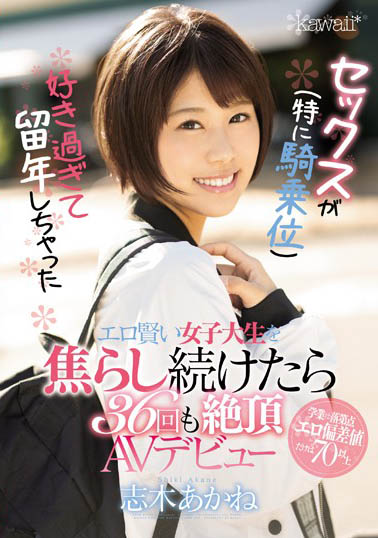 *kawaii*
セックスが
(特に騎乗位)
好き過ぎて
留年しちゃった
エロ賢い女子大生を
焦らし続けたら
36回も絶頂
AVデビュー
学業は落第点
エロ偏差値
だけは70以上
Shiki Akane
志木あかね